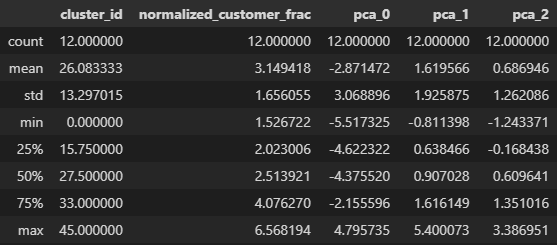 cluster_id normalized_customer_frac pca_0 pca_1 pca_2
count 12.000000 12.000000 12.000000 12.000000 12.000000
mean 26.083333 3.149418 -2.871472 1.619566 0.686946
std 13.297015 1.656055 3.068896 1.925875 1.262086
min 0.000000 1.526722 -5.517325 -0.811398 -1.243371
25% 15.750000 2.023006 -4.622322 0.638466 -0.168438
50% 27.500000 2.513921 -4.375520 0.907028 0.609641
75% 33.000000 4.076270 -2.155596 1.616149 1.351016
max 45.000000 6.568194 4.795735 5.400073 3.386951